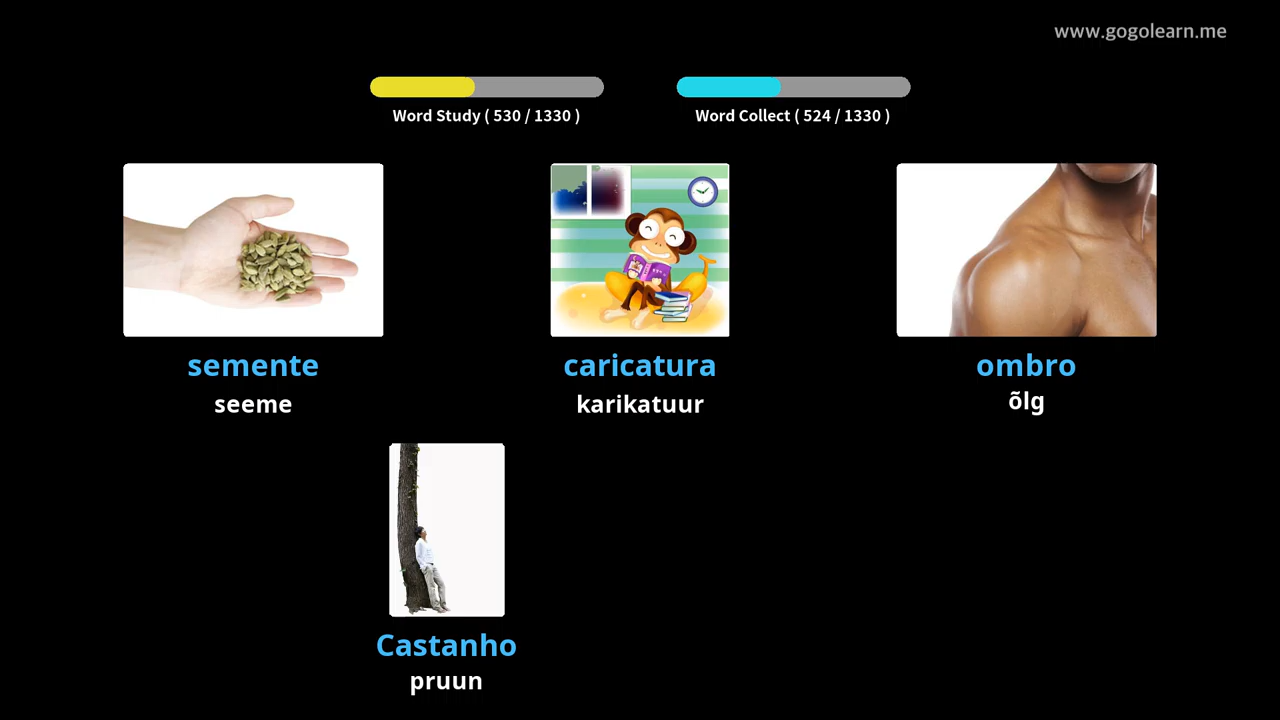 www.gogolearn.me
Word Study ( 530 / 1330 )
Word Collect ( 524 / 1330 )
semente
seeme
caricatura
karikatuur
ombro
õlg
Castanho
pruun